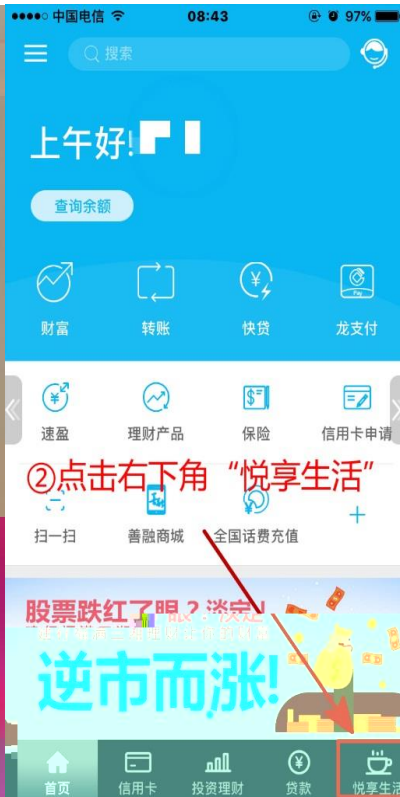 中国电信 08:43 97%
搜索
上午好!
查询余额
财富 转账 快贷 龙支付
速盈 理财产品 保险 信用卡申请
②点击右下角“悦享生活”
扫一扫 善融商城 全国话费充值
股票跌红了眼?淡定!
逆市而涨!
首页 信用卡 投资理财 贷款 悦享生活